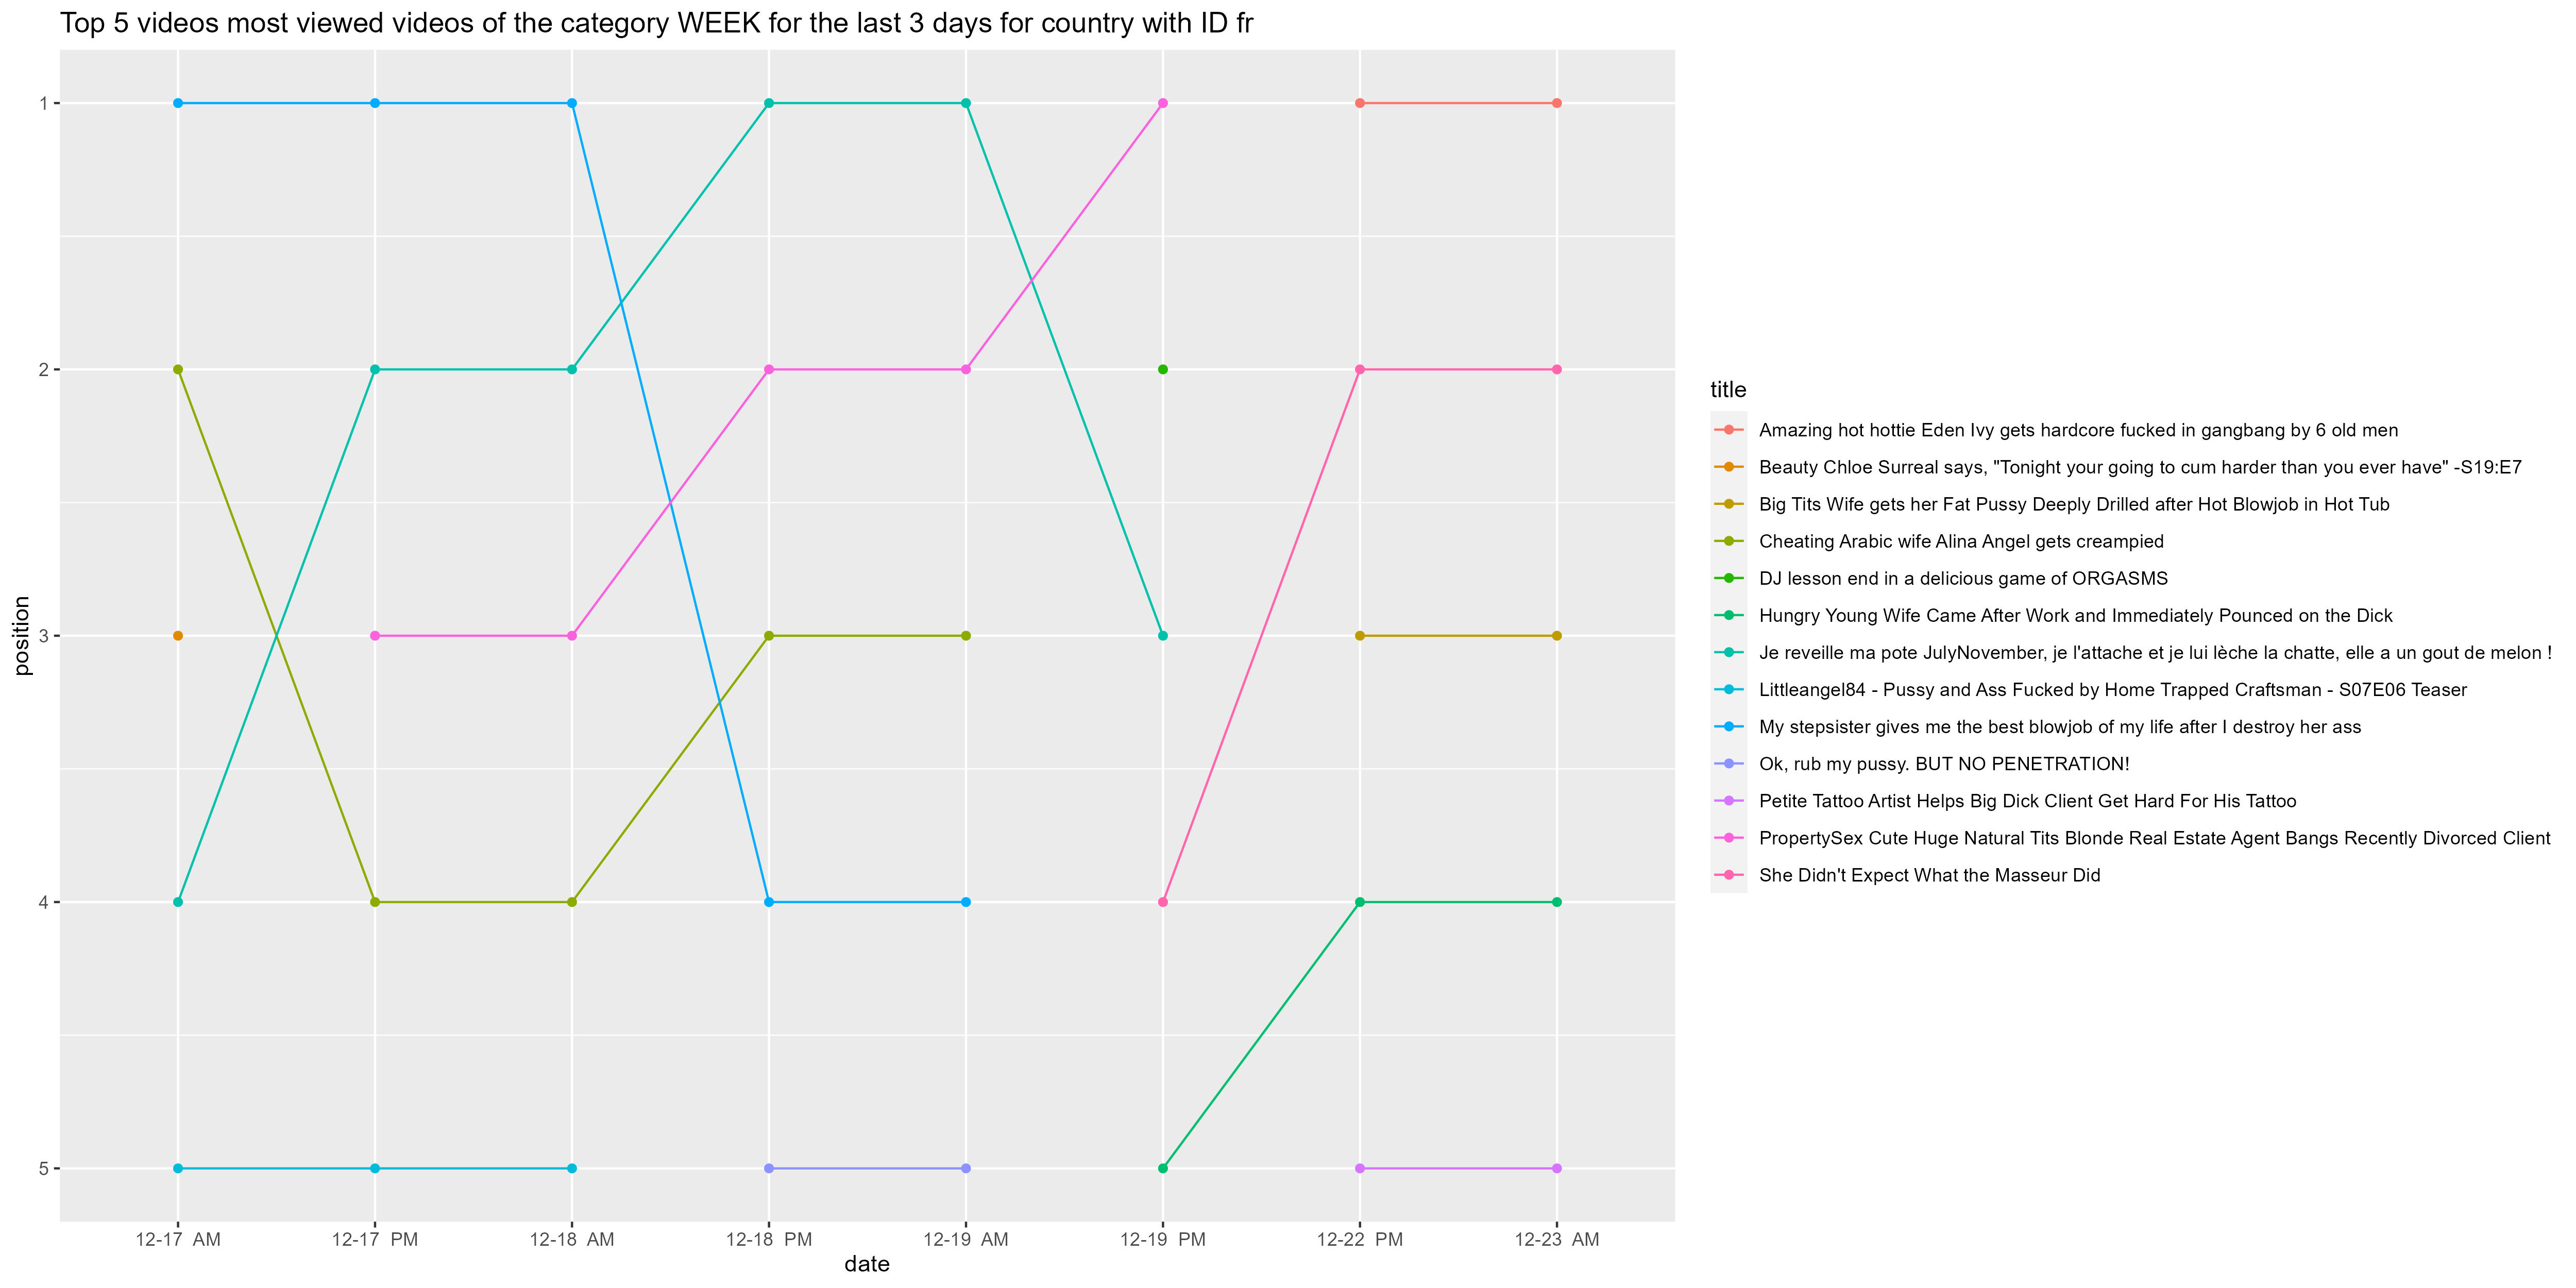 Top 5 videos most viewed videos of the category WEEK for the last 3 days for country with ID fr
position
1
2
3
4
5
12-17 AM
12-17 PM
12-18 AM
12-18 PM
12-19 AM
12-19 PM
12-22 PM
12-23 AM
date
title
Amazing hot hottie Eden Ivy gets hardcore fucked in gangbang by 6 old men
Beauty Chloe Surreal says, "Tonight your going to cum harder than you ever have" -S19:E7
Big Tits Wife gets her Fat Pussy Deeply Drilled after Hot Blowjob in Hot Tub
Cheating Arabic wife Alina Angel gets creampied
DJ lesson end in a delicious game of ORGASMS
Hungry Young Wife Came After Work and Immediately Pounced on the Dick
Je reveille ma pote JulyNovember, je l'attache et je lui lèche la chatte, elle a un gout de melon !
Littleangel84 - Pussy and Ass Fucked by Home Trapped Craftsman - S07E06 Teaser
My stepsister gives me the best blowjob of my life after I destroy her ass
Ok, rub my pussy. BUT NO PENETRATION!
Petite Tattoo Artist Helps Big Dick Client Get Hard For His Tattoo
PropertySex Cute Huge Natural Tits Blonde Real Estate Agent Bangs Recently Divorced Client
She Didn't Expect What the Masseur Did